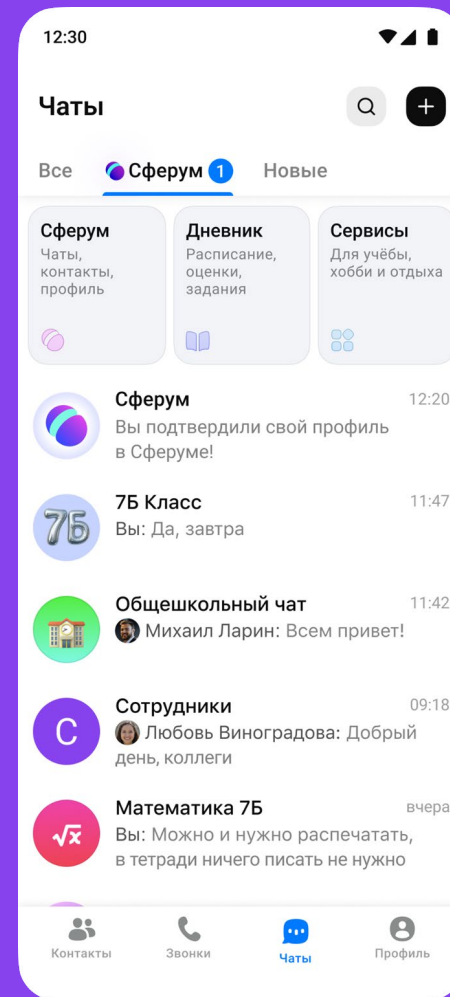 12:30
Чаты
Все Сферум 1 Новые
Сферум
Чаты,
контакты,
профиль
Дневник
Расписание,
оценки,
задания
Сервисы
Для учёбы,
хобби и отдыха
Сферум 12:20
Вы подтвердили свой профиль
в Сферуме!
7Б
7Б Класс 11:47
Вы: Да, завтра
Общешкольный чат 11:42
Михаил Ларин: Всем привет!
С
Сотрудники 09:18
Любовь Виноградова: Добрый
день, коллеги
√x
Математика 7Б вчера
Вы: Можно и нужно распечатать,
в тетради ничего писать не нужно
Контакты Звонки Чаты Профиль